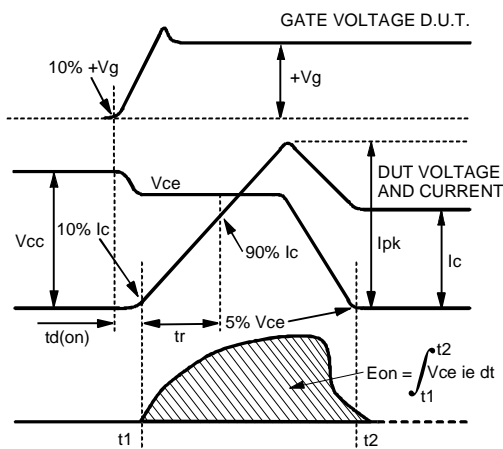 GATE VOLTAGE D.U.T.
10% +Vg
+Vg
Vce
DUT VOLTAGE
AND CURRENT
Vcc
10% Ic
90% Ic
Ipk
Ic
td(on)
tr
5% Vce
Eon = ∫ Vce ie dt
t2
t1
t1
t2